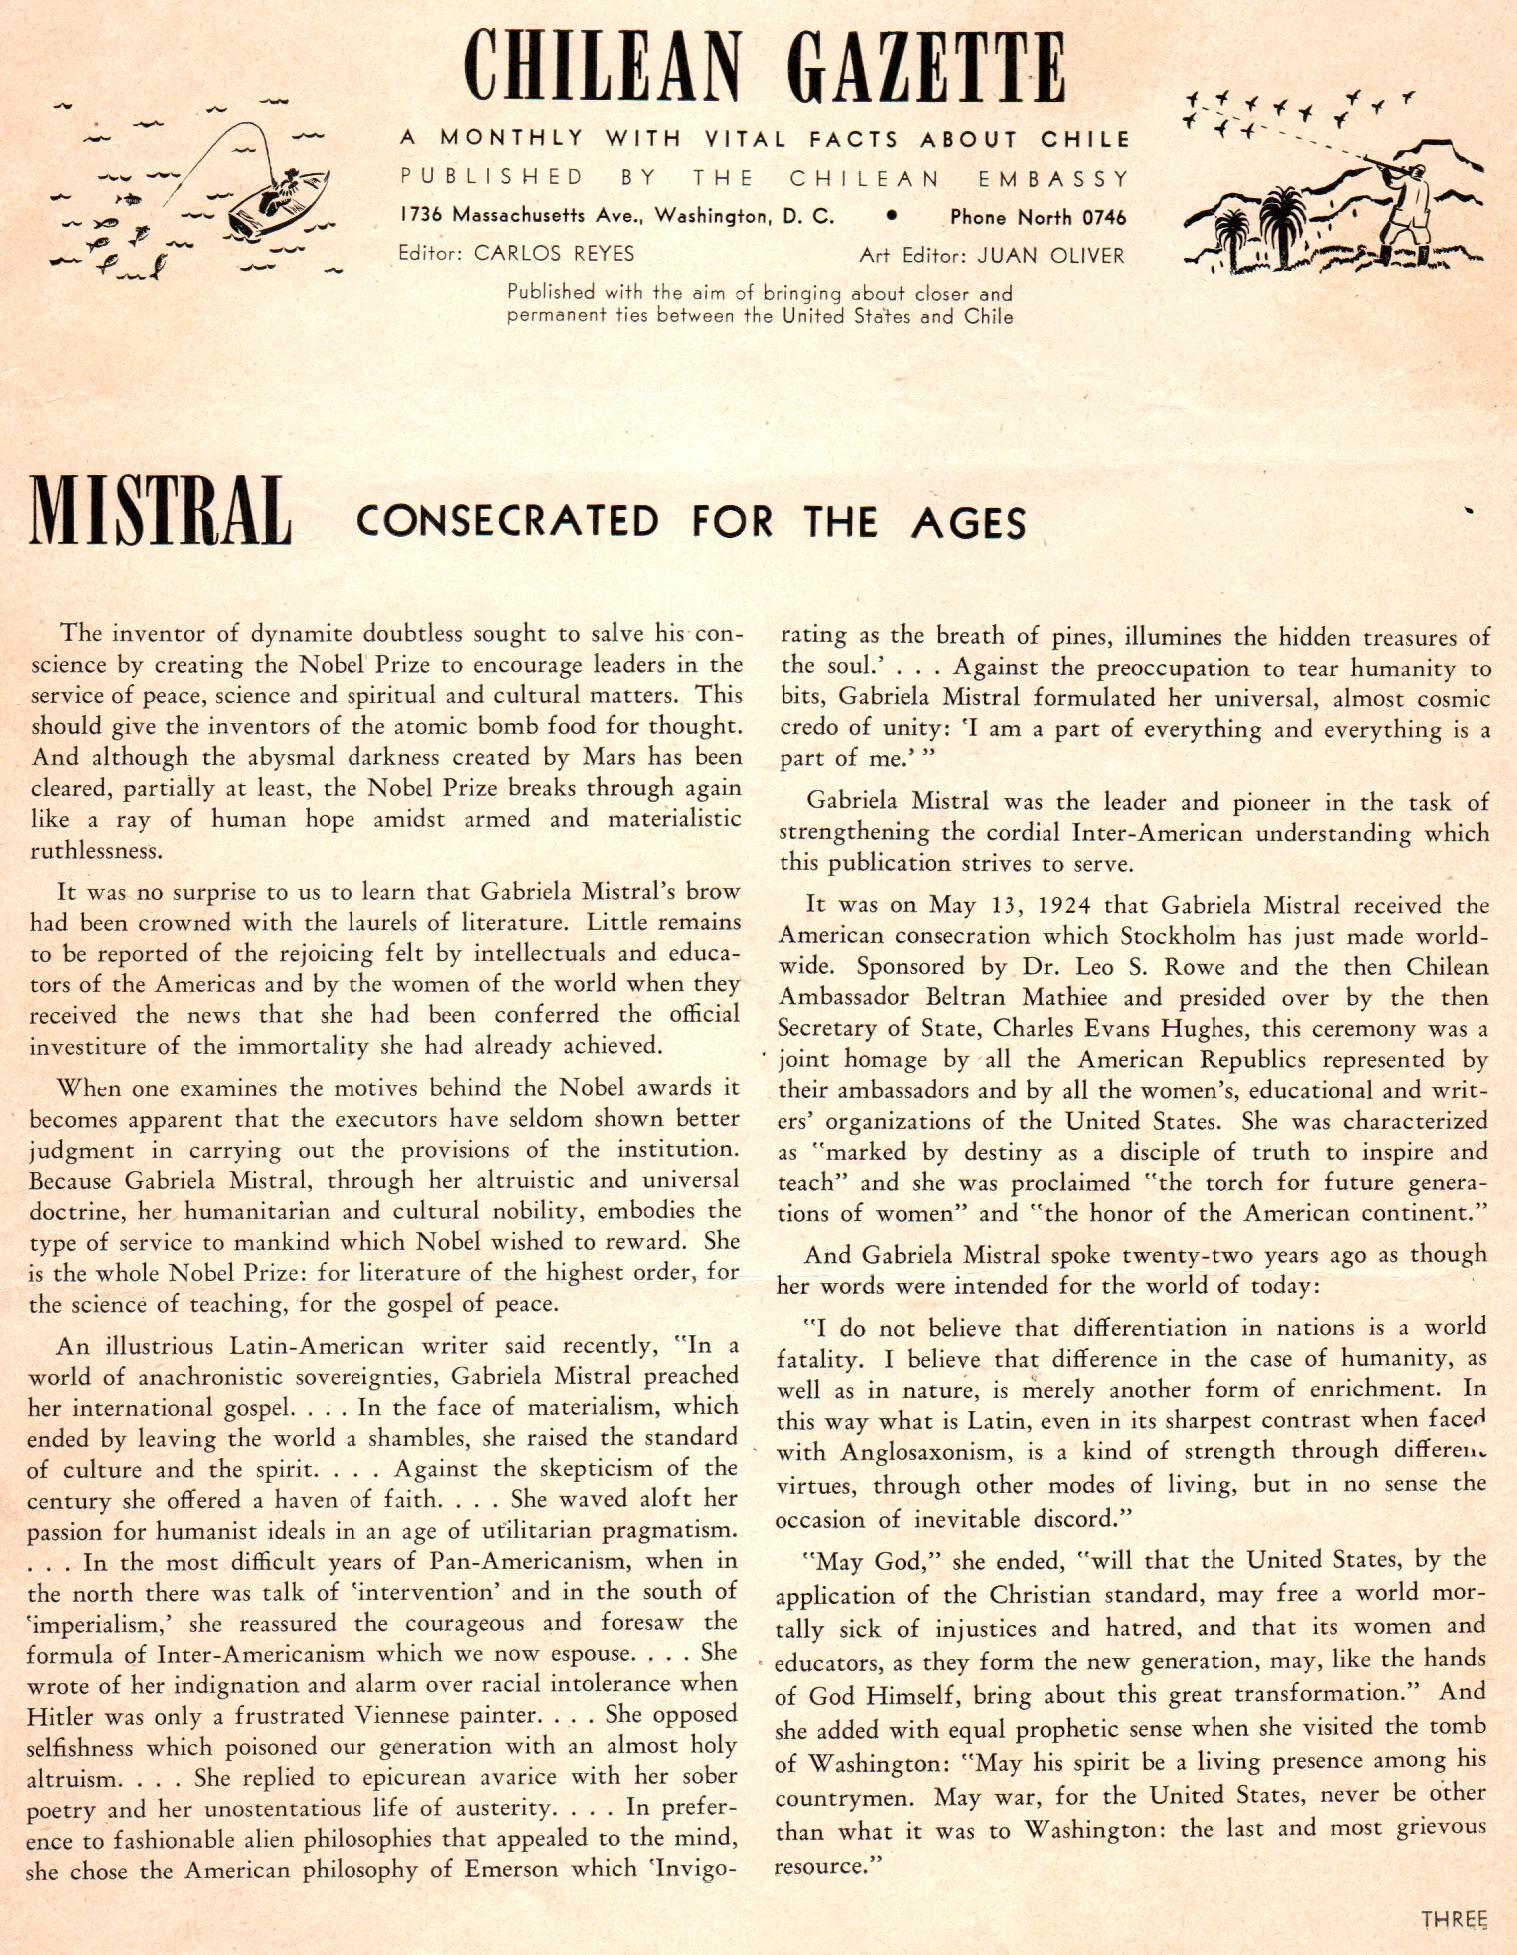 CHILEAN GAZETTE
A MONTHLY WITH VITAL FACTS ABOUT CHILE
PUBLISHED BY THE CHILEAN EMBASSY
1736 Massachusetts Ave., Washington, D. C. • Phone North 0746
Editor: CARLOS REYES Art Editor: JUAN OLIVER
Published with the aim of bringing about closer and
permanent ties between the United States and Chile
MISTRAL CONSECRATED FOR THE AGES
The inventor of dynamite doubtless sought to salve his con-
science by creating the Nobel Prize to encourage leaders in the
service of peace, science and spiritual and cultural matters. This
should give the inventors of the atomic bomb food for thought.
And although the abysmal darkness created by Mars has been
cleared, partially at least, the Nobel Prize breaks through again
like a ray of human hope amidst armed and materialistic
ruthlessness.
It was no surprise to us to learn that Gabriela Mistral's brow
had been crowned with the laurels of literature. Little remains
to be reported of the rejoicing felt by intellectuals and educa-
tors of the Americas and by the women of the world when they
received the news that she had been conferred the official
investiture of the immortality she had already achieved.
When one examines the motives behind the Nobel awards it
becomes apparent that the executors have seldom shown better
judgment in carrying out the provisions of the institution.
Because Gabriela Mistral, through her altruistic and universal
doctrine, her humanitarian and cultural nobility, embodies the
type of service to mankind which Nobel wished to reward. She
is the whole Nobel Prize: for literature of the highest order, for
the science of teaching, for the gospel of peace.
An illustrious Latin-American writer said recently, "In a
world of anachronistic sovereignties, Gabriela Mistral preached
her international gospel. . . . In the face of materialism, which
ended by leaving the world a shambles, she raised the standard
of culture and the spirit. . . . Against the skepticism of the
century she offered a haven of faith. . . . She waved aloft her
passion for humanist ideals in an age of utilitarian pragmatism.
. . . In the most difficult years of Pan-Americanism, when in
the north there was talk of 'intervention' and in the south of
'imperialism,' she reassured the courageous and foresaw the
formula of Inter-Americanism which we now espouse. . . . She
wrote of her indignation and alarm over racial intolerance when
Hitler was only a frustrated Viennese painter. . . . She opposed
selfishness which poisoned our generation with an almost holy
altruism. . . . She replied to epicurean avarice with her sober
poetry and her unostentatious life of austerity. . . . In prefer-
ence to fashionable alien philosophies that appealed to the mind,
she chose the American philosophy of Emerson which 'Invigo-
rating as the breath of pines, illumines the hidden treasures of
the soul.' . . . Against the preoccupation to tear humanity to
bits, Gabriela Mistral formulated her universal, almost cosmic
credo of unity: 'I am a part of everything and everything is a
part of me.' "
Gabriela Mistral was the leader and pioneer in the task of
strengthening the cordial Inter-American understanding which
this publication strives to serve.
It was on May 13, 1924 that Gabriela Mistral received the
American consecration which Stockholm has just made world-
wide. Sponsored by Dr. Leo S. Rowe and the then Chilean
Ambassador Beltran Mathiee and presided over by the then
Secretary of State, Charles Evans Hughes, this ceremony was a
joint homage by all the American Republics represented by
their ambassadors and by all the women's, educational and writ-
ers' organizations of the United States. She was characterized
as "marked by destiny as a disciple of truth to inspire and
teach" and she was proclaimed "the torch for future genera-
tions of women" and "the honor of the American continent."
And Gabriela Mistral spoke twenty-two years ago as though
her words were intended for the world of today:
"I do not believe that differentiation in nations is a world
fatality. I believe that difference in the case of humanity, as
well as in nature, is merely another form of enrichment. In
this way what is Latin, even in its sharpest contrast when faced
with Anglosaxonism, is a kind of strength through different
virtues, through other modes of living, but in no sense the
occasion of inevitable discord."
"May God," she ended, "will that the United States, by the
application of the Christian standard, may free a world mor-
tally sick of injustices and hatred, and that its women and
educators, as they form the new generation, may, like the hands
of God Himself, bring about this great transformation." And
she added with equal prophetic sense when she visited the tomb
of Washington: "May his spirit be a living presence among his
countrymen. May war, for the United States, never be other
than what it was to Washington: the last and most grievous
resource."
THREE